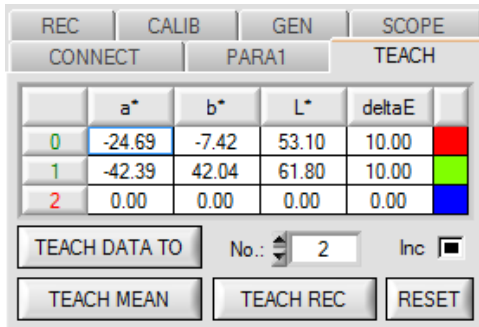 REC CALIB GEN SCOPE
CONNECT PARA1 TEACH
a* b* L* deltaE
0 -24.69 -7.42 53.10 10.00
1 -42.39 42.04 61.80 10.00
2 0.00 0.00 0.00 0.00
TEACH DATA TO No.: 2 Inc
TEACH MEAN TEACH REC RESET